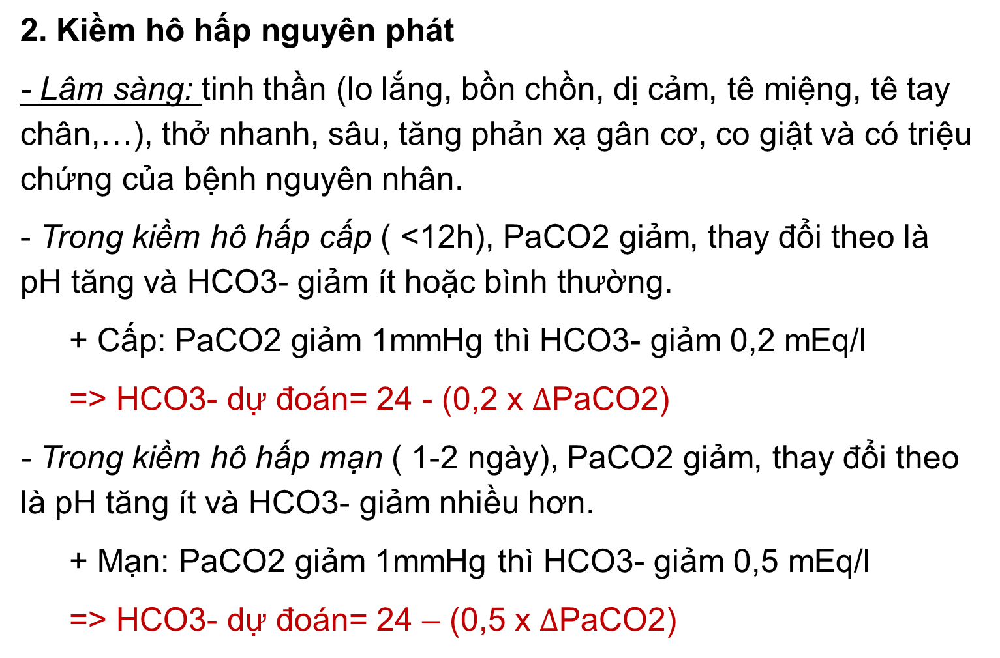 2. Kiềm hô hấp nguyên phát
- Lâm sàng: tinh thần (lo lắng, bồn chồn, dị cảm, tê miệng, tê tay
chân,…), thở nhanh, sâu, tăng phản xạ gân cơ, co giật và có triệu
chứng của bệnh nguyên nhân.
- Trong kiềm hô hấp cấp ( <12h), PaCO2 giảm, thay đổi theo là
pH tăng và HCO3- giảm ít hoặc bình thường.
+ Cấp: PaCO2 giảm 1mmHg thì HCO3- giảm 0,2 mEq/l
=> HCO3- dự đoán= 24 - (0,2 x ΔPaCO2)
- Trong kiềm hô hấp mạn ( 1-2 ngày), PaCO2 giảm, thay đổi theo
là pH tăng ít và HCO3- giảm nhiều hơn.
+ Mạn: PaCO2 giảm 1mmHg thì HCO3- giảm 0,5 mEq/l
=> HCO3- dự đoán= 24 – (0,5 x ΔPaCO2)